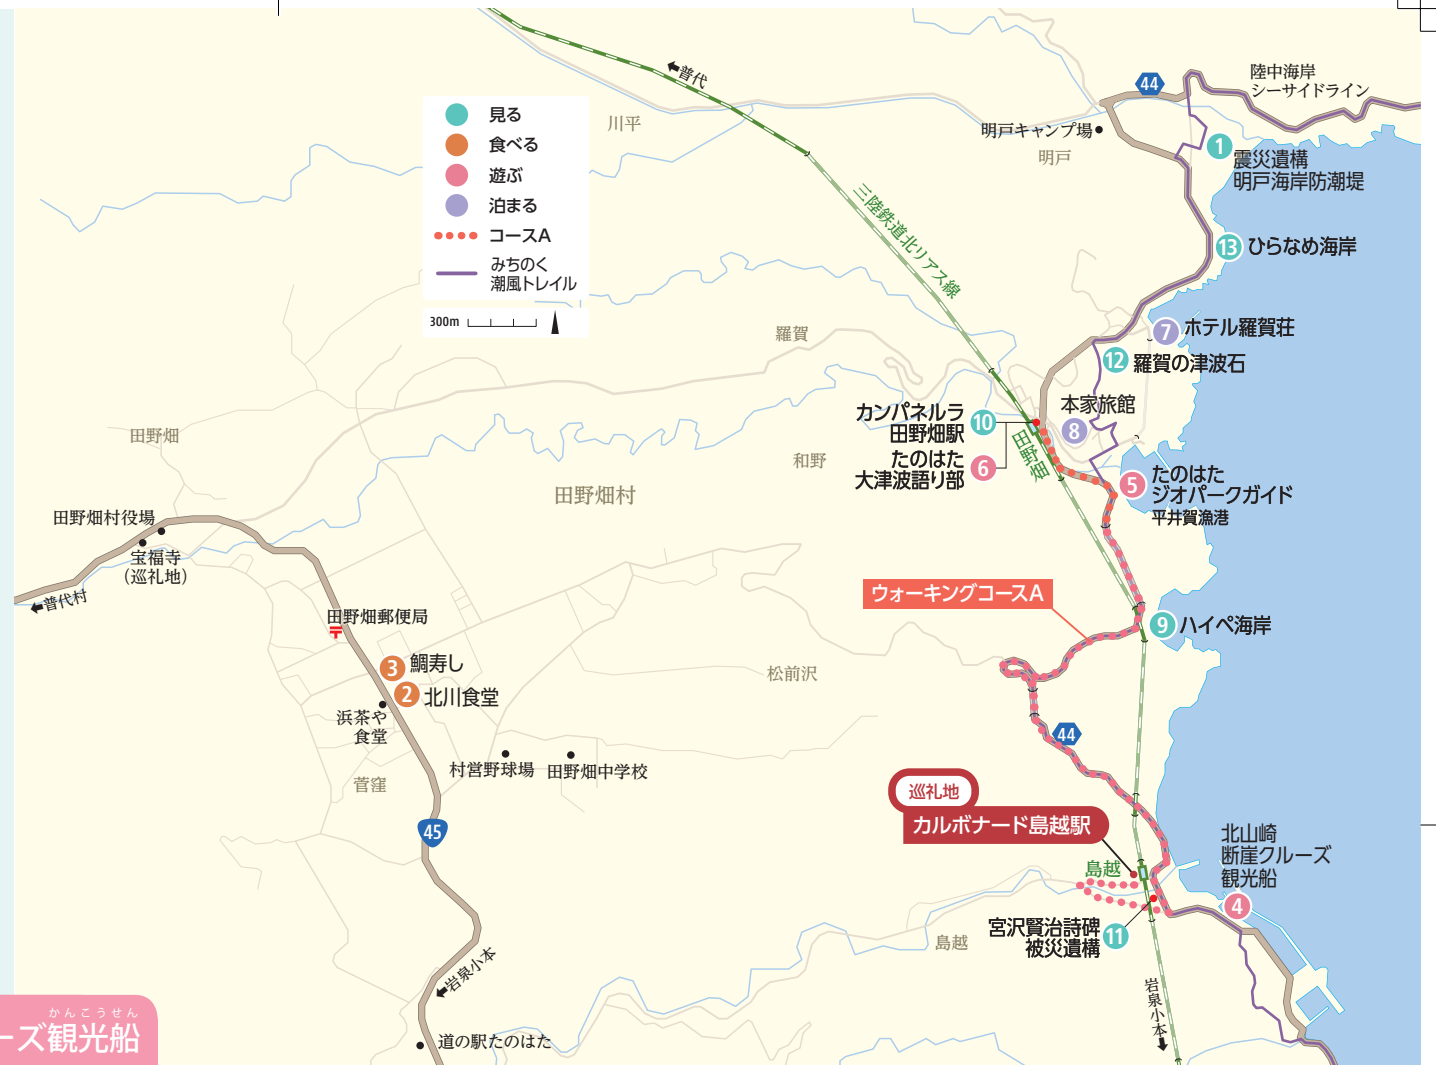 普代
44
陸中海岸
シーサイドライン
見る
食べる
遊ぶ
泊まる
コースA
みちのく
潮風トレイル
300m
川平
明戸キャンプ場
明戸
1
震災遺構
明戸海岸防潮堤
三陸鉄道北リアス線
13
ひらなめ海岸
羅賀
7
ホテル羅賀荘
12
羅賀の津波石
本家旅館
8
カンパネルラ
田野畑駅
10
たのはた
大津波語り部
6
田野畑
田野畑
和野
田野畑村
5
たのはた
ジオパークガイド
平井賀漁港
田野畑村役場
宝福寺
（巡礼地）
普代村
ウォーキングコースA
田野畑郵便局
〒
9
ハイペ海岸
3
鯛寿し
2
北川食堂
浜茶や
食堂
松前沢
44
村営野球場
田野畑中学校
菅窪
巡礼地
カルボナード島越駅
45
北山崎
断崖クルーズ
観光船
4
島越
宮沢賢治詩碑
被災遺構
11
島越
岩泉小本
岩泉小本
かんこうせん
ーズ観光船
道の駅たのはた